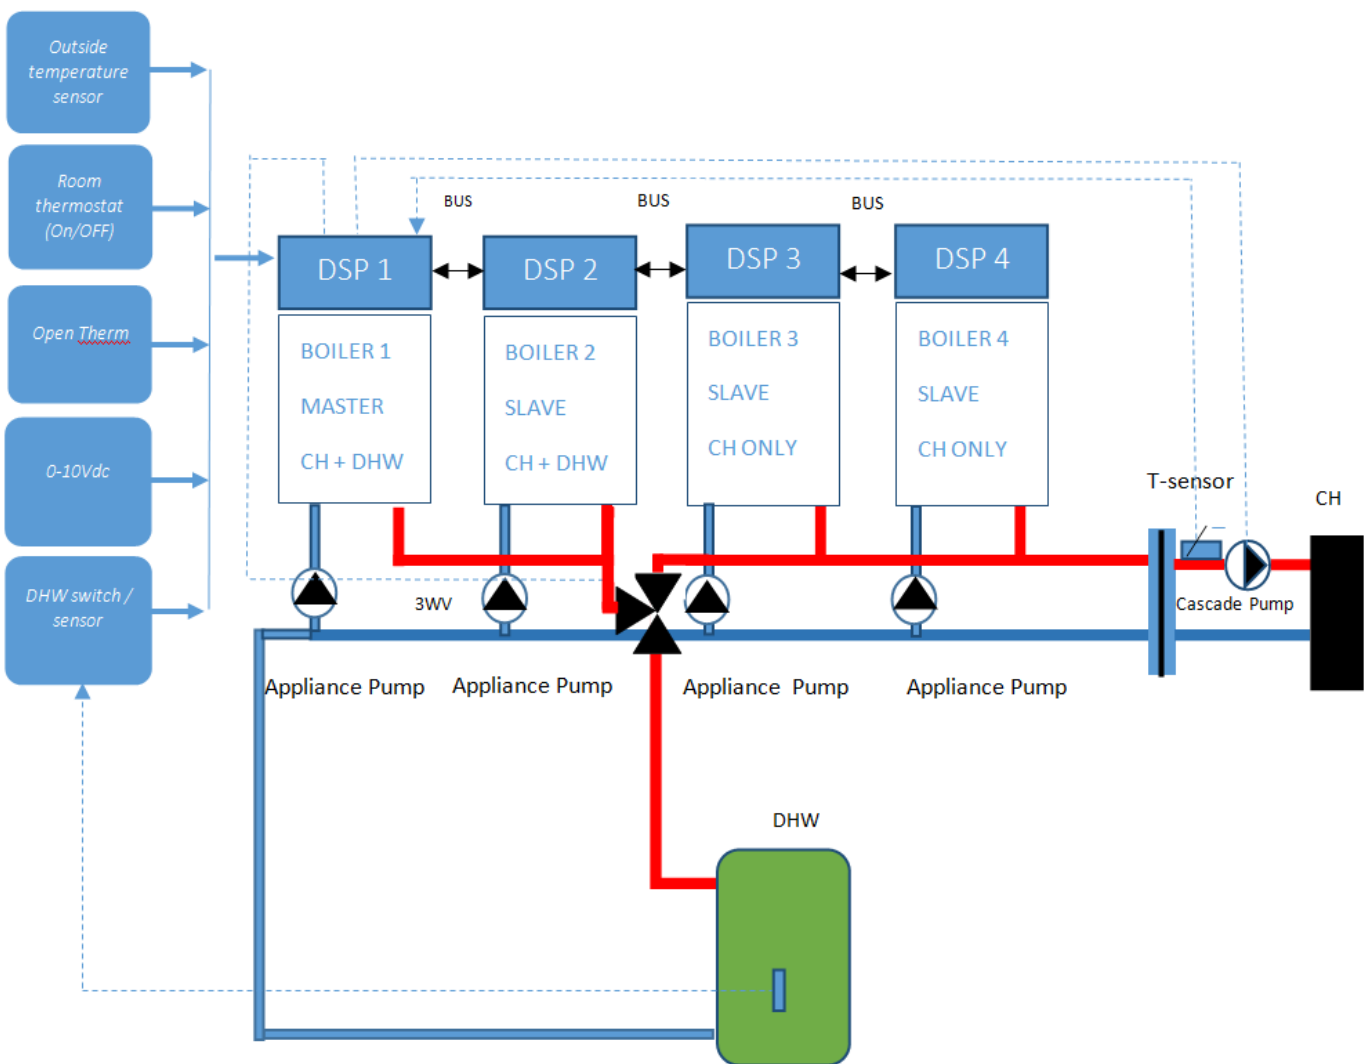 Outside
temperature
sensor
Room
thermostat
(On/OFF)
Open Therm
0-10Vdc
DHW switch /
sensor
BUS
BUS
BUS
DSP 1
DSP 2
DSP 3
DSP 4
BOILER 1
MASTER
CH + DHW
BOILER 2
SLAVE
CH + DHW
BOILER 3
SLAVE
CH ONLY
BOILER 4
SLAVE
CH ONLY
T-sensor
CH
3WV
Cascade Pump
Appliance Pump
Appliance Pump
Appliance Pump
Appliance Pump
DHW